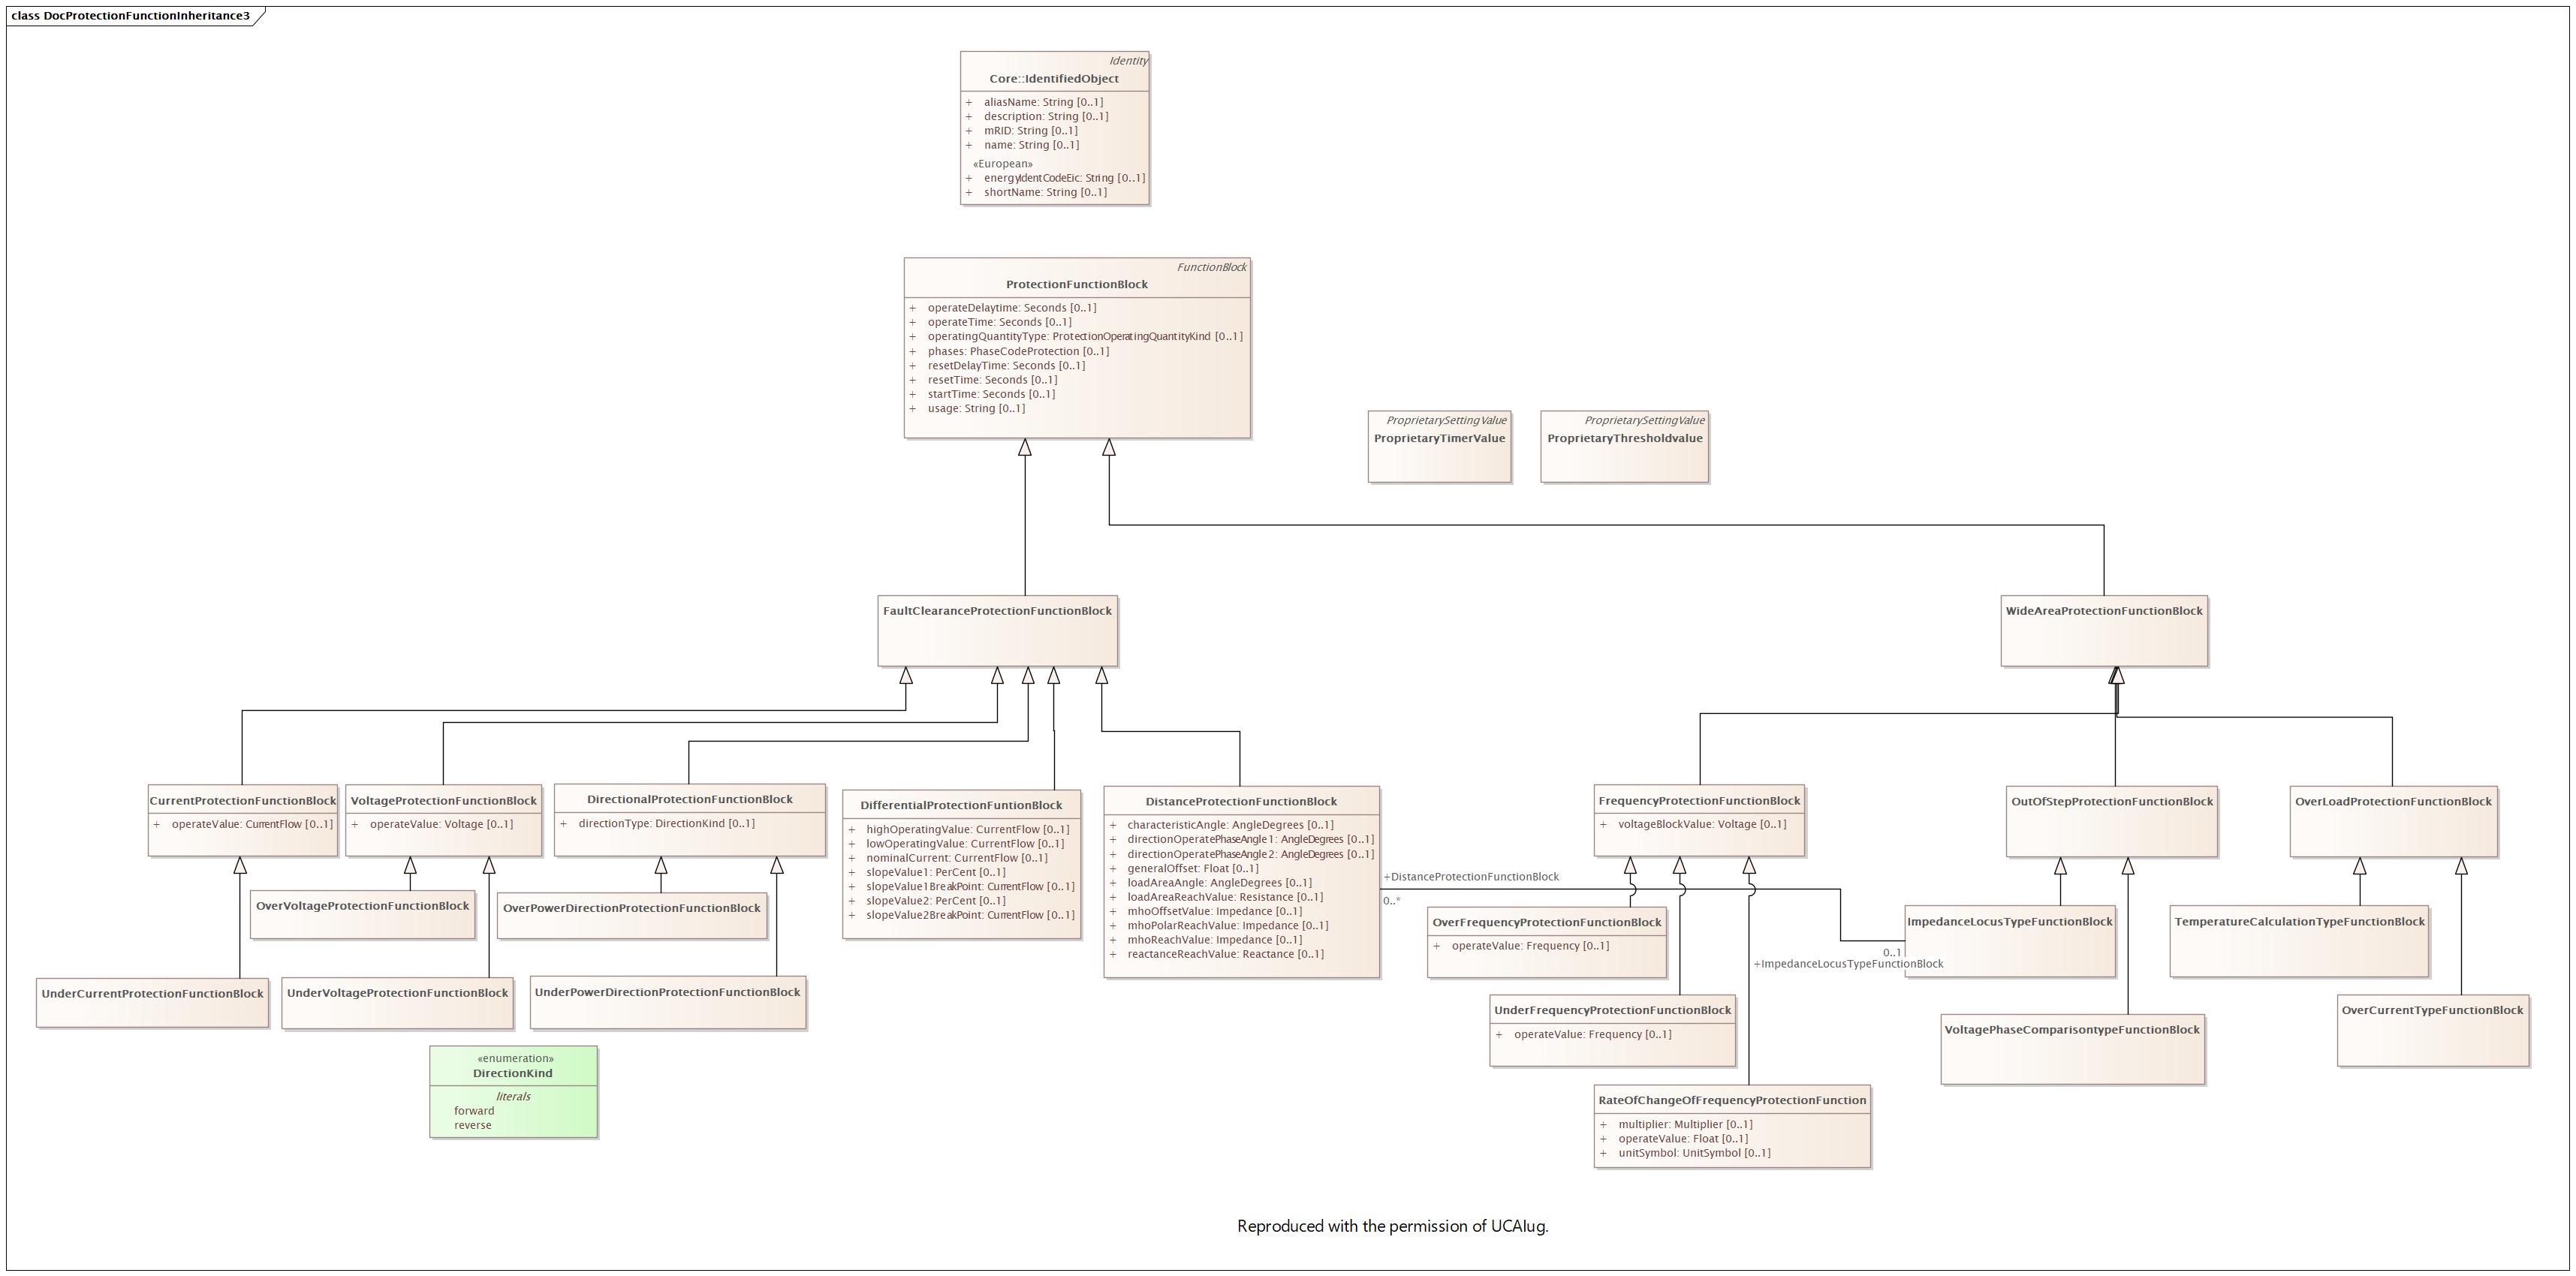 class DocProtectionFunctionInheritance3
Identity
Core::IdentifiedObject
+ aliasName: String [0..1]
+ description: String [0..1]
+ mRID: String [0..1]
+ name: String [0..1]
«European»
+ energyIdentCodeEic: String [0..1]
+ shortName: String [0..1]
FunctionBlock
ProtectionFunctionBlock
+ operateDelaytime: Seconds [0..1]
+ operateTime: Seconds [0..1]
+ operatingQuantityType: ProtectionOperatingQuantityKind [0..1]
+ phases: PhaseCodeProtection [0..1]
+ resetDelayTime: Seconds [0..1]
+ resetTime: Seconds [0..1]
+ startTime: Seconds [0..1]
+ usage: String [0..1]
ProprietarySettingValue
ProprietaryTimerValue
ProprietarySettingValue
ProprietaryThresholdvalue
FaultClearanceProtectionFunctionBlock
WideAreaProtectionFunctionBlock
CurrentProtectionFunctionBlock
+ operateValue: CurrentFlow [0..1]
VoltageProtectionFunctionBlock
+ operateValue: Voltage [0..1]
DirectionalProtectionFunctionBlock
+ directionType: DirectionKind [0..1]
DifferentialProtectionFuntionBlock
+ highOperatingValue: CurrentFlow [0..1]
+ lowOperatingValue: CurrentFlow [0..1]
+ nominalCurrent: CurrentFlow [0..1]
+ slopeValue1: PerCent [0..1]
+ slopeValue1BreakPoint: CurrentFlow [0..1]
+ slopeValue2: PerCent [0..1]
+ slopeValue2BreakPoint: CurrentFlow [0..1]
DistanceProtectionFunctionBlock
+ characteristicAngle: AngleDegrees [0..1]
+ directionOperatePhaseAngle1: AngleDegrees [0..1]
+ directionOperatePhaseAngle2: AngleDegrees [0..1]
+ generalOffset: Float [0..1]
+ loadAreaAngle: AngleDegrees [0..1]
+ loadAreaReachValue: Resistance [0..1]
+ mhoOffsetValue: Impedance [0..1]
+ mhoPolarReachValue: Impedance [0..1]
+ mhoReachValue: Impedance [0..1]
+ reactanceReachValue: Reactance [0..1]
FrequencyProtectionFunctionBlock
+ voltageBlockValue: Voltage [0..1]
OutOfStepProtectionFunctionBlock
OverLoadProtectionFunctionBlock
+DistanceProtectionFunctionBlock
0..*
OverVoltageProtectionFunctionBlock
OverPowerDirectionProtectionFunctionBlock
OverFrequencyProtectionFunctionBlock
+ operateValue: Frequency [0..1]
ImpedanceLocusTypeFunctionBlock
0..1
+ImpedanceLocusTypeFunctionBlock
TemperatureCalculationTypeFunctionBlock
UnderCurrentProtectionFunctionBlock
UnderVoltageProtectionFunctionBlock
UnderPowerDirectionProtectionFunctionBlock
UnderFrequencyProtectionFunctionBlock
+ operateValue: Frequency [0..1]
VoltagePhaseComparisontypeFunctionBlock
OverCurrentTypeFunctionBlock
«enumeration»
DirectionKind
literals
forward
reverse
RateOfChangeOfFrequencyProtectionFunction
+ multiplier: Multiplier [0..1]
+ operateValue: Float [0..1]
+ unitSymbol: UnitSymbol [0..1]
Reproduced with the permission of UCAIug.